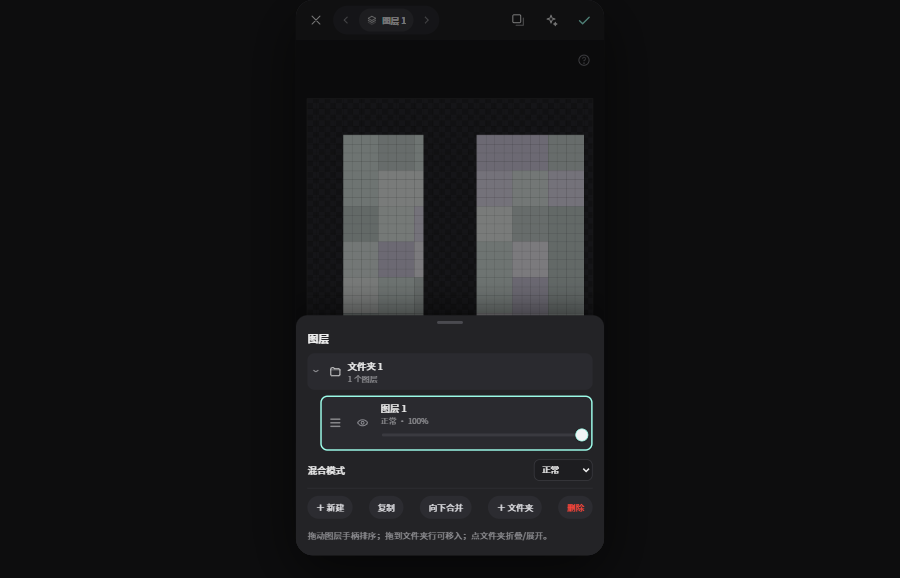 图层 1
图层
文件夹 1
1 个图层
图层 1
正常 · 100%
混合模式
正常
+ 新建
复制
向下合并
+ 文件夹
删除
拖动图层手柄排序；拖到文件夹行可移入；点文件夹折叠/展开。